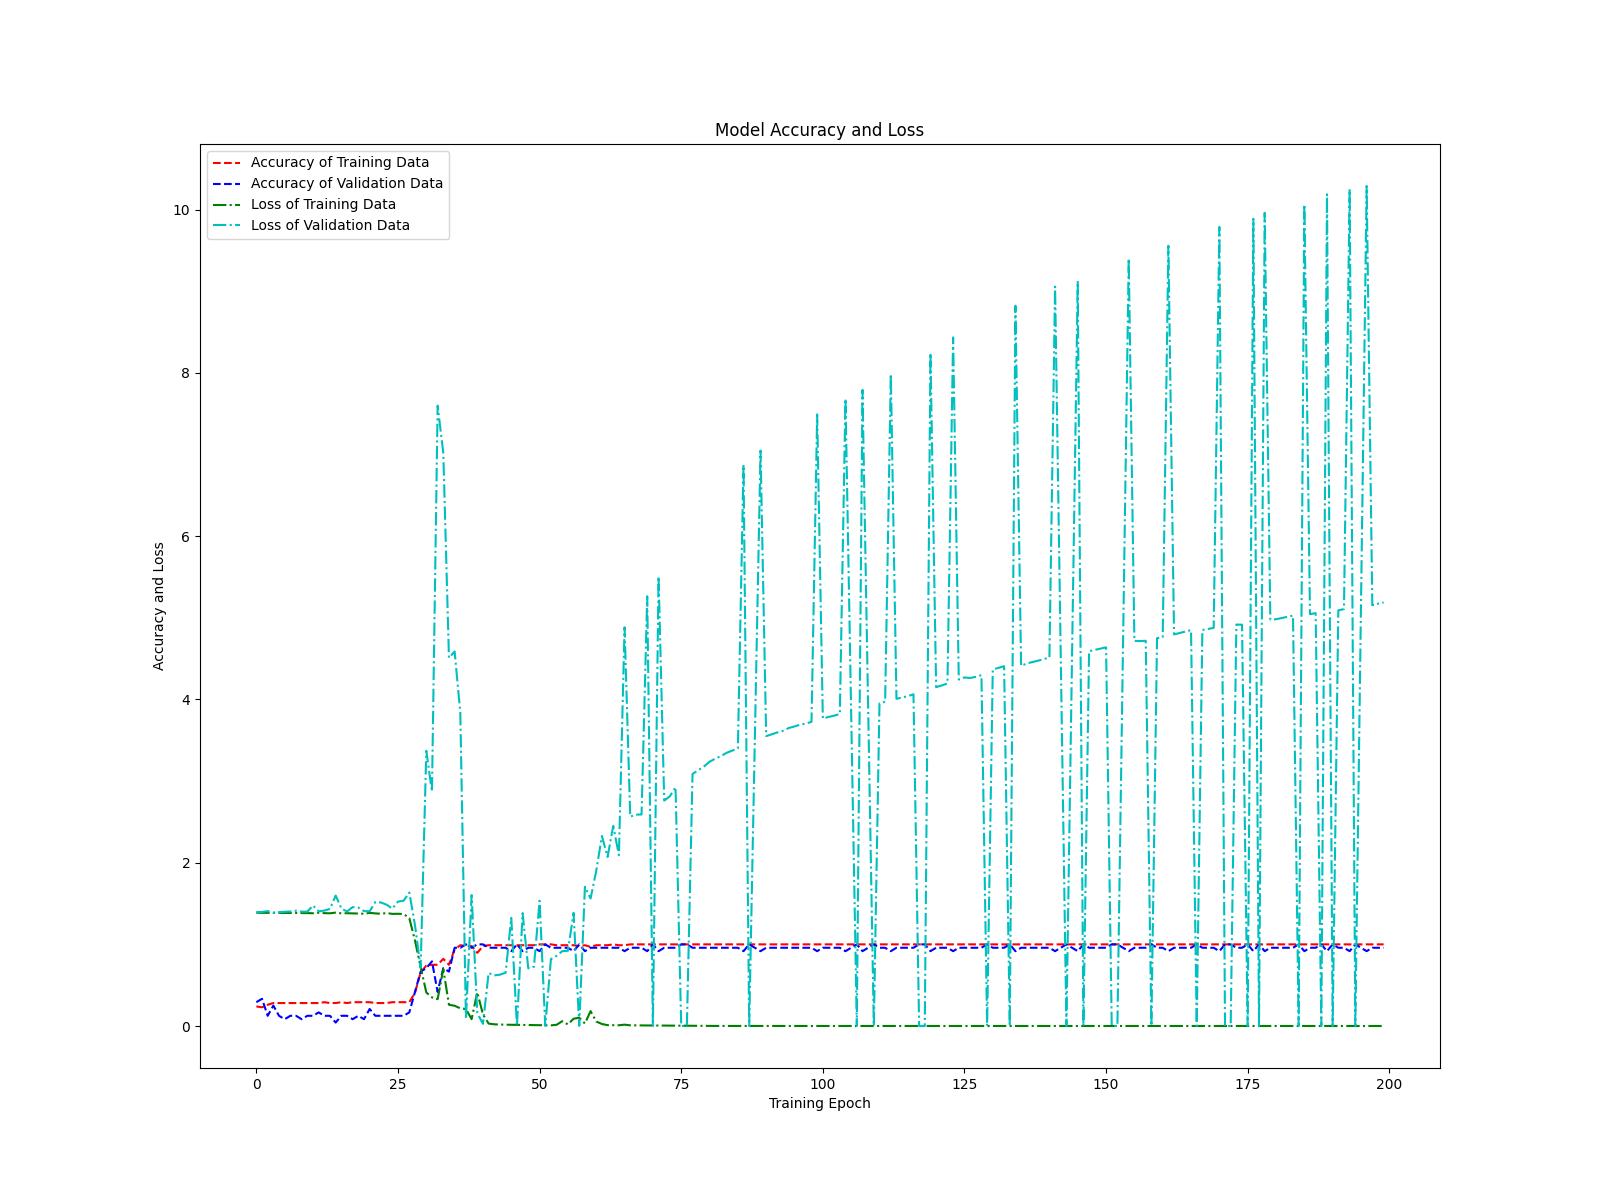 Model Accuracy and Loss
Accuracy of Training Data
Accuracy of Validation Data
Loss of Training Data
Loss of Validation Data
10
8
6
4
2
0
Accuracy and Loss
0 25 50 75 100 125 150 175 200
Training Epoch